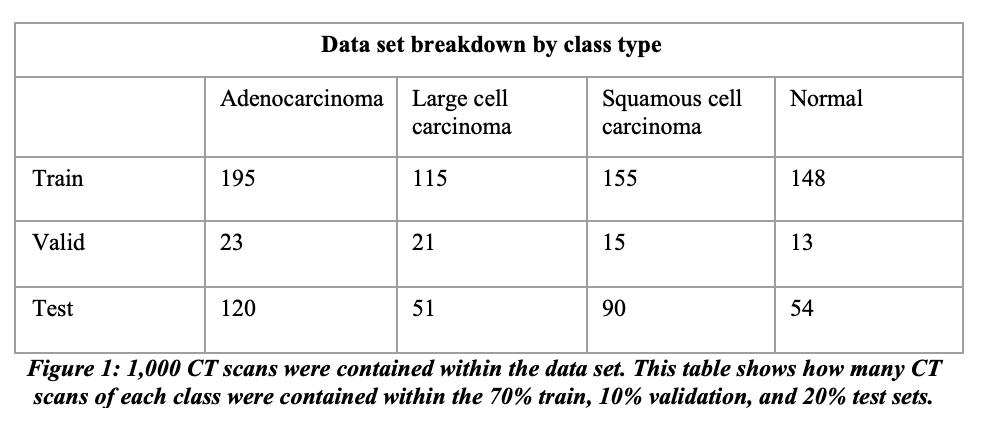 Data set breakdown by class type
Adenocarcinoma Large cell carcinoma Squamous cell carcinoma Normal
Train 195 115 155 148
Valid 23 21 15 13
Test 120 51 90 54
Figure 1: 1,000 CT scans were contained within the data set. This table shows how many CT
scans of each class were contained within the 70% train, 10% validation, and 20% test sets.